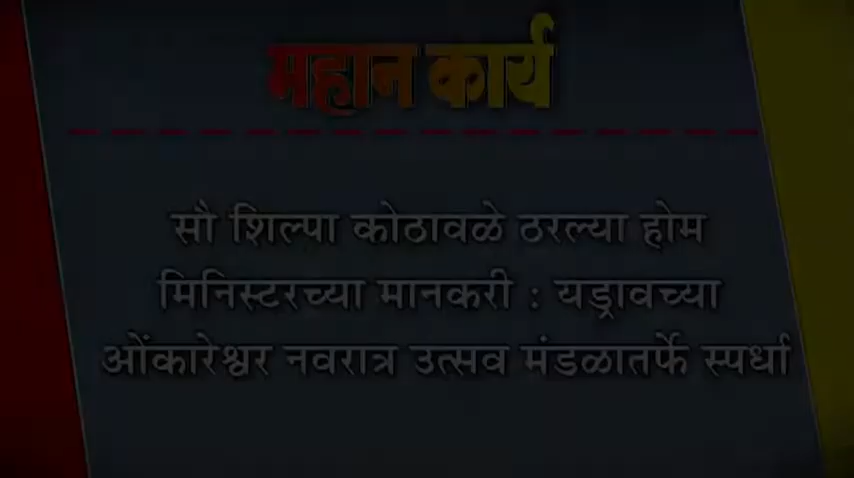 महान कार्य
सौ शिल्पा कोठावळे ठरल्या होम
मिनिस्टरच्या मानकरी : यड्रावच्या
ओंकारेश्वर नवरात्र उत्सव मंडळातर्फे स्पर्धा